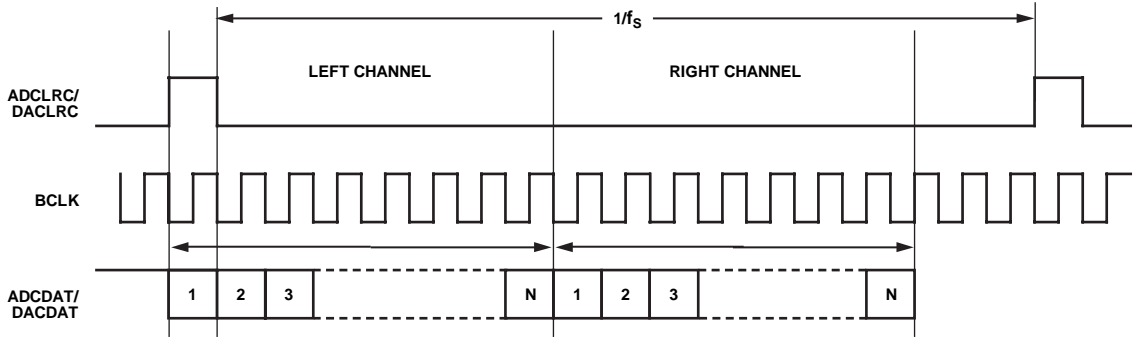 1/fS
LEFT CHANNEL
RIGHT CHANNEL
ADCLRC/
DACLRC
BCLK
ADCDAT/
DACDAT
1 2 3 N 1 2 3 N